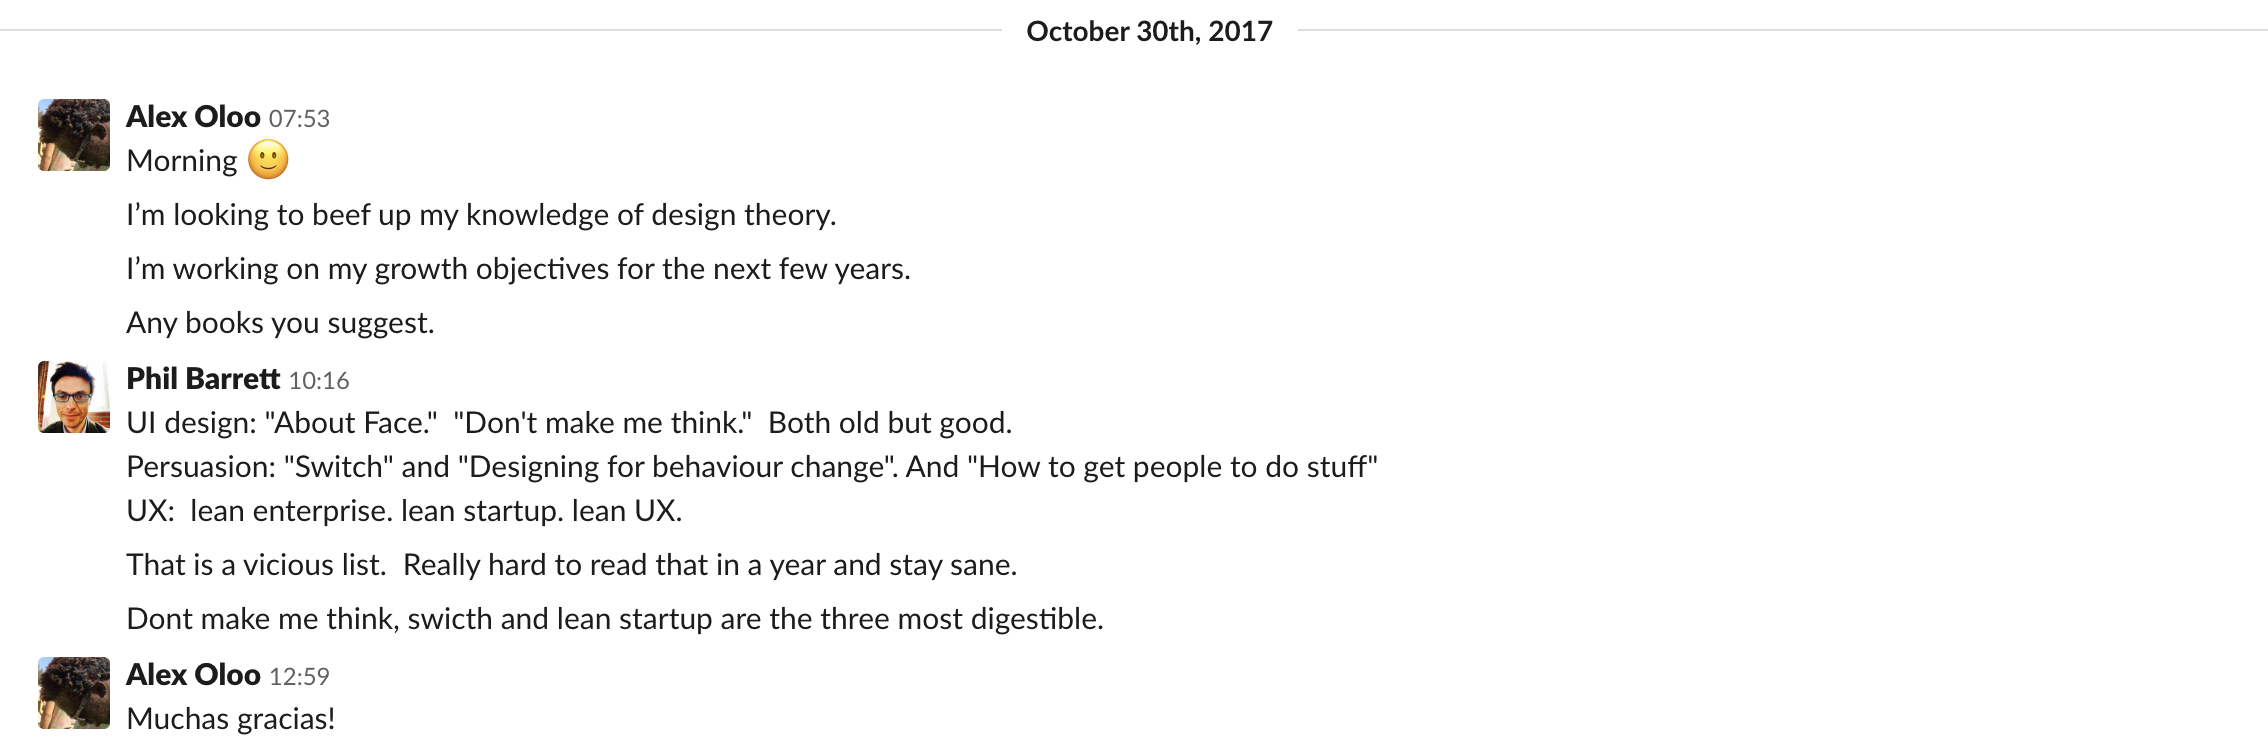 October 30th, 2017
Alex Oloo 07:53
Morning 🙂
I’m looking to beef up my knowledge of design theory.
I’m working on my growth objectives for the next few years.
Any books you suggest.
Phil Barrett 10:16
UI design: "About Face."  "Don't make me think."  Both old but good.
Persuasion: "Switch" and "Designing for behaviour change". And "How to get people to do stuff"
UX:  lean enterprise. lean startup. lean UX.
That is a vicious list.  Really hard to read that in a year and stay sane.
Dont make me think, swicth and lean startup are the three most digestible.
Alex Oloo 12:59
Muchas gracias!